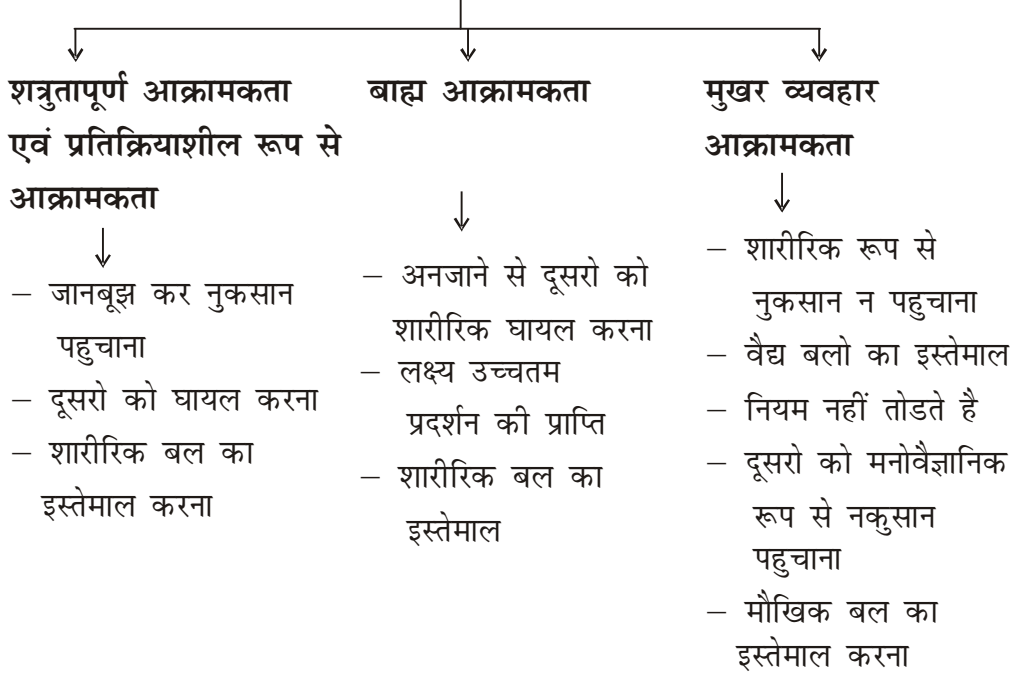 शत्रुतापूर्ण आक्रामकता
एवं प्रतिक्रियाशील रूप से
आक्रामकता
– जानबूझ कर नुकसान
पहुचाना
– दूसरो को घायल करना
– शारीरिक बल का
इस्तेमाल करना
बाह्म आक्रामकता
– अनजाने से दूसरो को
शारीरिक घायल करना
– लक्ष्य उच्चतम
प्रदर्शन की प्राप्ति
– शारीरिक बल का
इस्तेमाल
मुखर व्यवहार
आक्रामकता
– शारीरिक रूप से
नुकसान न पहुचाना
– वैद्य बलो का इस्तेमाल
– नियम नहीं तोडते है
– दूसरो को मनोवैज्ञानिक
रूप से नकुसान
पहुचाना
– मौखिक बल का
इस्तेमाल करना